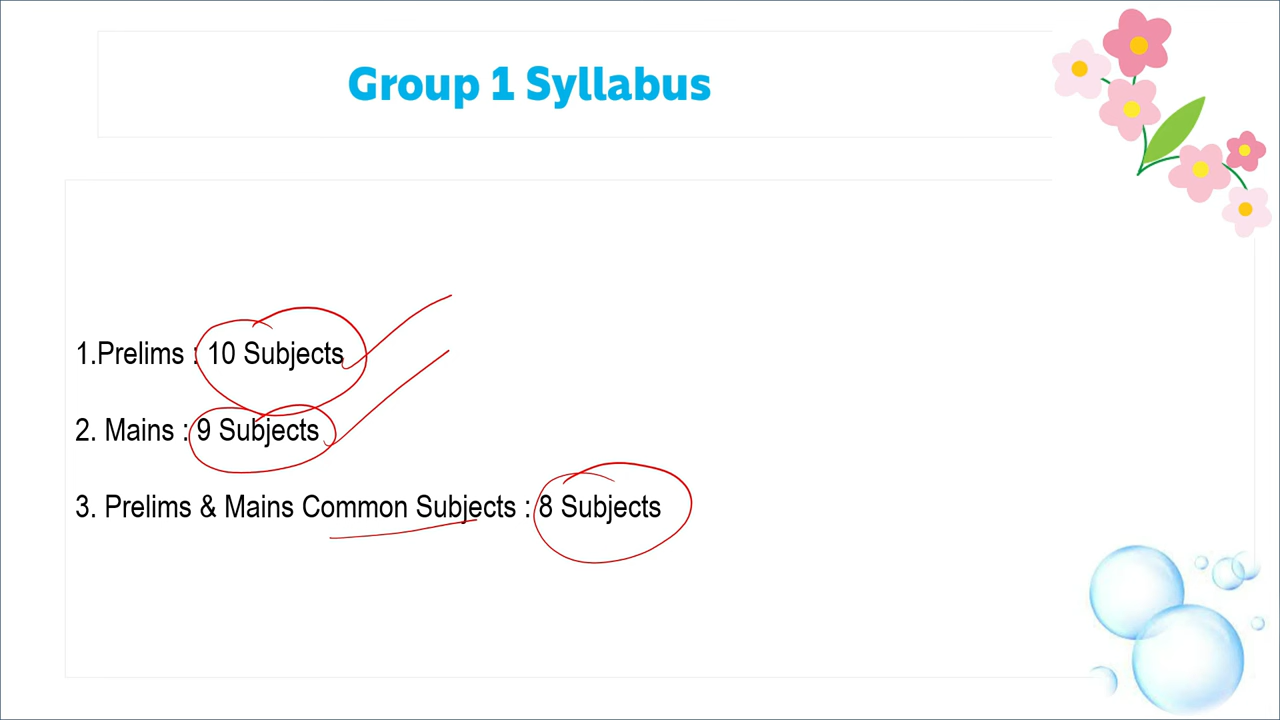 Group 1 Syllabus
1.Prelims : 10 Subjects
2. Mains : 9 Subjects
3. Prelims & Mains Common Subjects : 8 Subjects